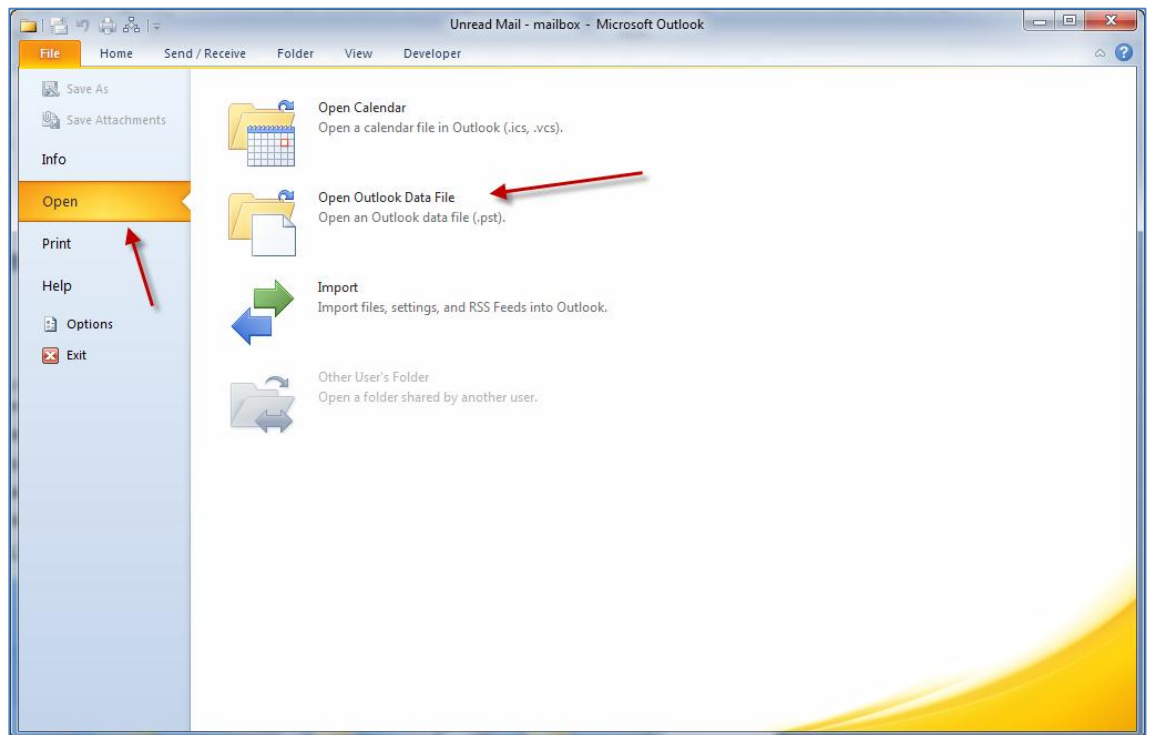 Unread Mail - mailbox - Microsoft Outlook
File Home Send / Receive Folder View Developer
Save As
Save Attachments
Info
Open
Print
Help
Options
Exit
Open Calendar
Open a calendar file in Outlook (.ics, .vcs).
Open Outlook Data File
Open an Outlook data file (.pst).
Import
Import files, settings, and RSS Feeds into Outlook.
Other User's Folder
Open a folder shared by another user.